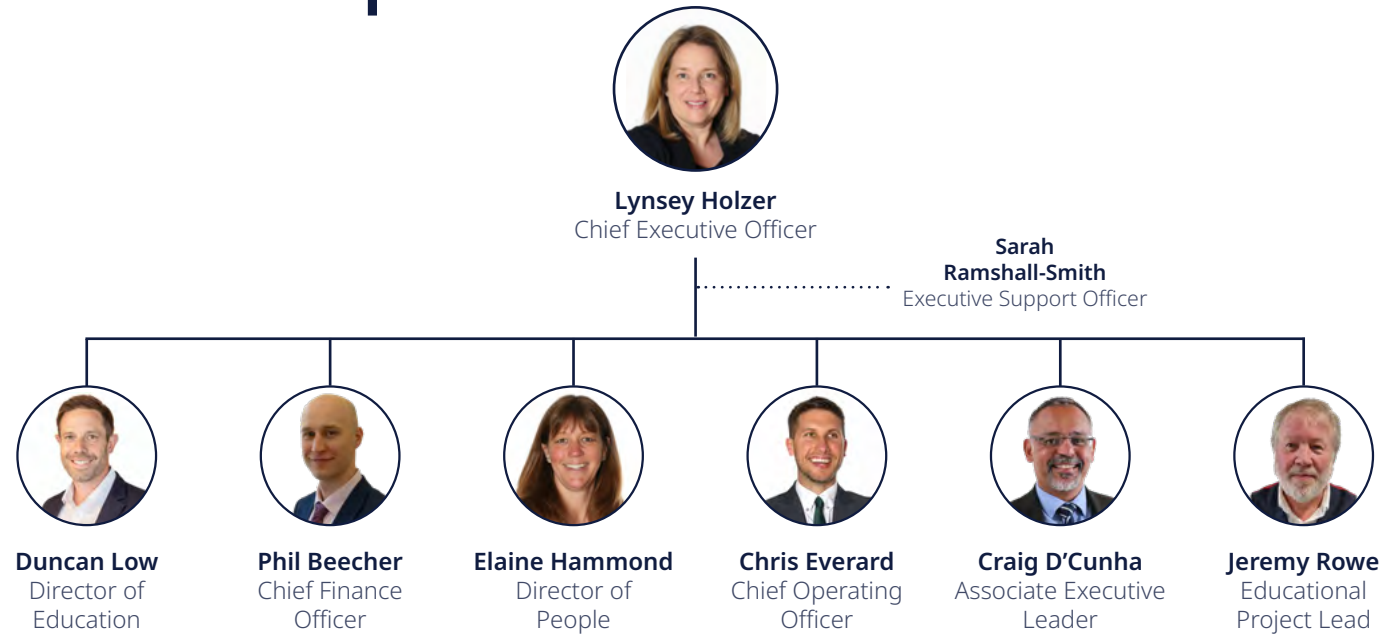 Lynsey Holzer
Chief Executive Officer
Sarah
Ramshall-Smith
Executive Support Officer
Duncan Low
Director of
Education
Phil Beecher
Chief Finance
Officer
Elaine Hammond
Director of
People
Chris Everard
Chief Operating
Officer
Craig D’Cunha
Associate Executive
Leader
Jeremy Rowe
Educational
Project Lead